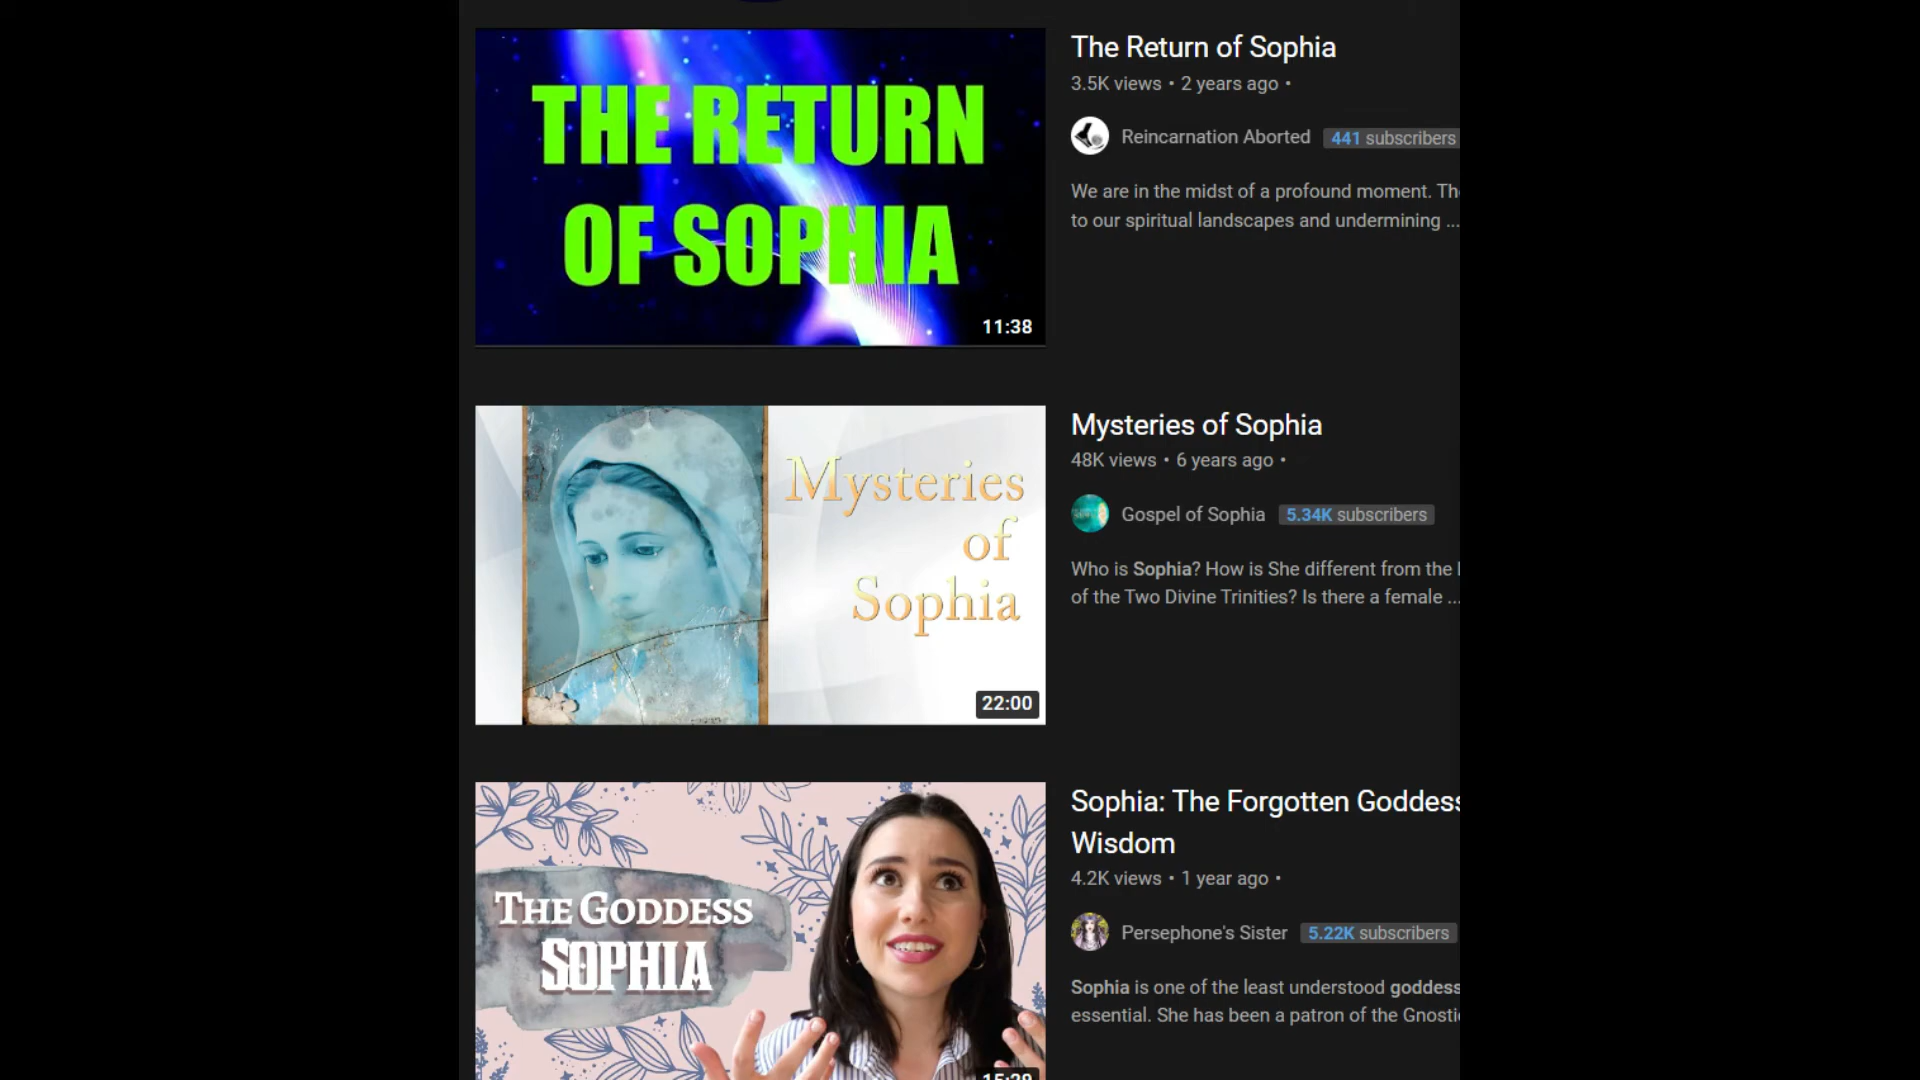 THE RETURN
OF SOPHIA
11:38
The Return of Sophia
3.5K views • 2 years ago •
Reincarnation Aborted 441 subscribers
We are in the midst of a profound moment. Th
to our spiritual landscapes and undermining ...
Mysteries
of
Sophia
22:00
Mysteries of Sophia
48K views • 6 years ago •
Gospel of Sophia 5.34K subscribers
Who is Sophia? How is She different from the
of the Two Divine Trinities? Is there a female ...
THE GODDESS
SOPHIA
Sophia: The Forgotten Goddess
Wisdom
4.2K views • 1 year ago •
Persephone's Sister 5.22K subscribers
Sophia is one of the least understood goddess
essential. She has been a patron of the Gnosti